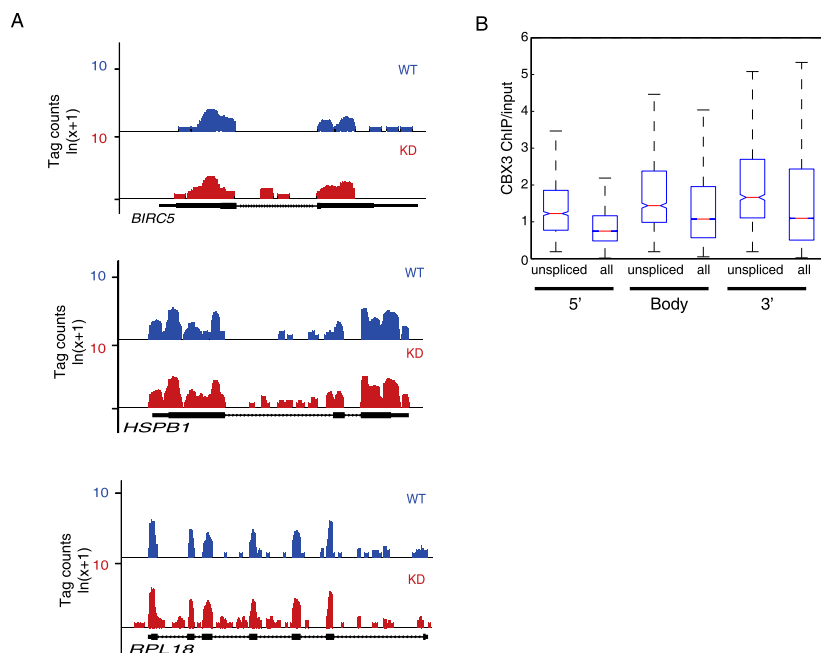 A
10
WT
Tag counts
ln(x+1)
10
KD
BIRC5
10
WT
Tag counts
ln(x+1)
10
KD
HSPB1
10
WT
Tag counts
ln(x+1)
10
KD
RPL18
B
6
5
4
3
2
1
0
CBX3 ChIP/input
unspliced all unspliced all unspliced all
5’ Body 3’